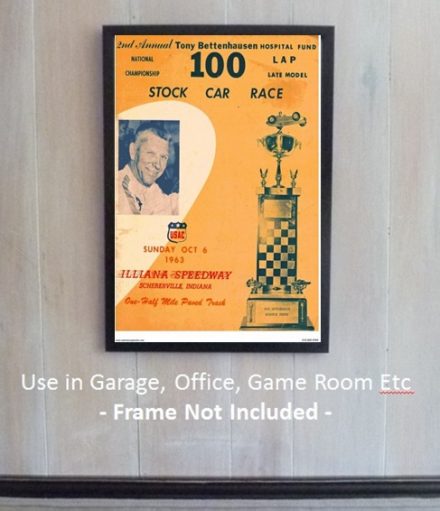 2nd Annual Tony Bettenhausen HOSPITAL FUND
NATIONAL CHAMPIONSHIP
100
LAP
LATE MODEL
STOCK CAR RACE
USAC
SUNDAY OCT 6
1963
ILLIANA SPEEDWAY
SCHERERVILLE, INDIANA
One-Half Mile Paved Track
Use in Garage, Office, Game Room Etc
- Frame Not Included -